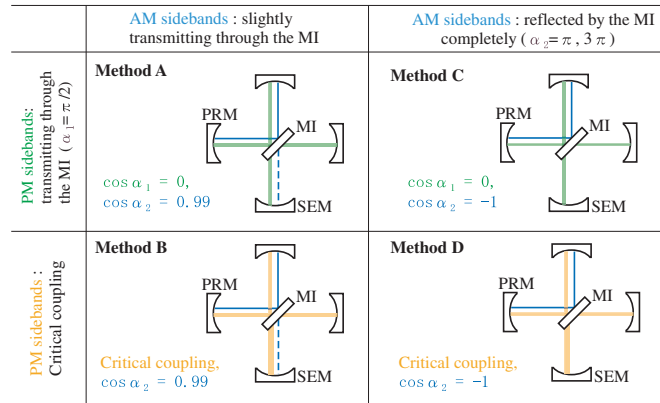 AM sidebands : slightly
transmitting through the MI
AM sidebands : reflected by the MI
completely ( α₂= π , 3 π )
PM sidebands:
transmitting through
the MI ( α₁= π/2 )
Method A
PRM
MI
cos α₁ = 0,
cos α₂ = 0.99
SEM
Method C
PRM
MI
cos α₁ = 0,
cos α₂ = -1
SEM
PM sidebands :
Critical coupling
Method B
PRM
MI
Critical coupling,
cos α₂ = 0.99
SEM
Method D
PRM
MI
Critical coupling,
cos α₂ = -1
SEM